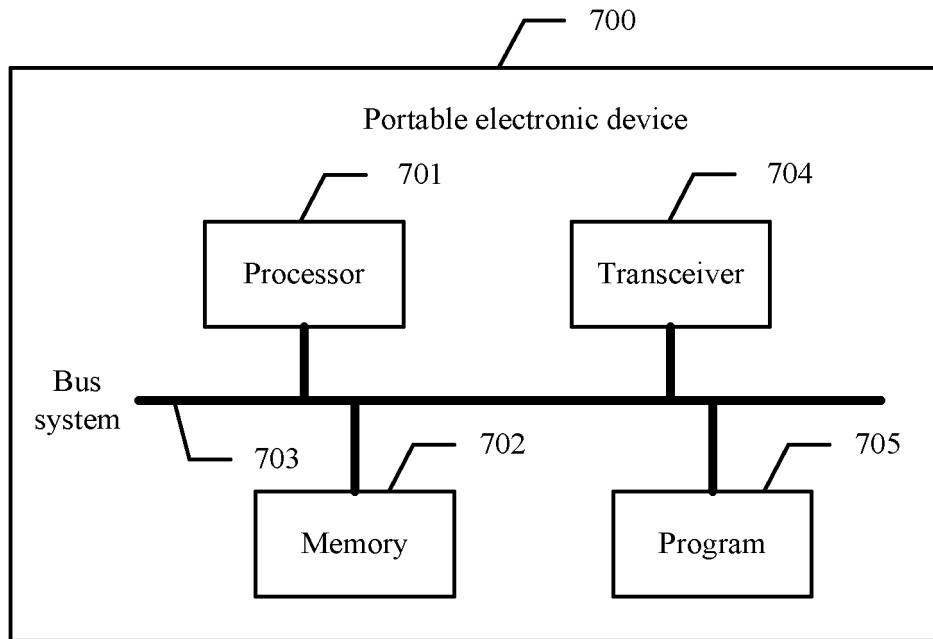 700
Portable electronic device
701
704
Processor
Transceiver
Bus
system
703
702
705
Memory
Program